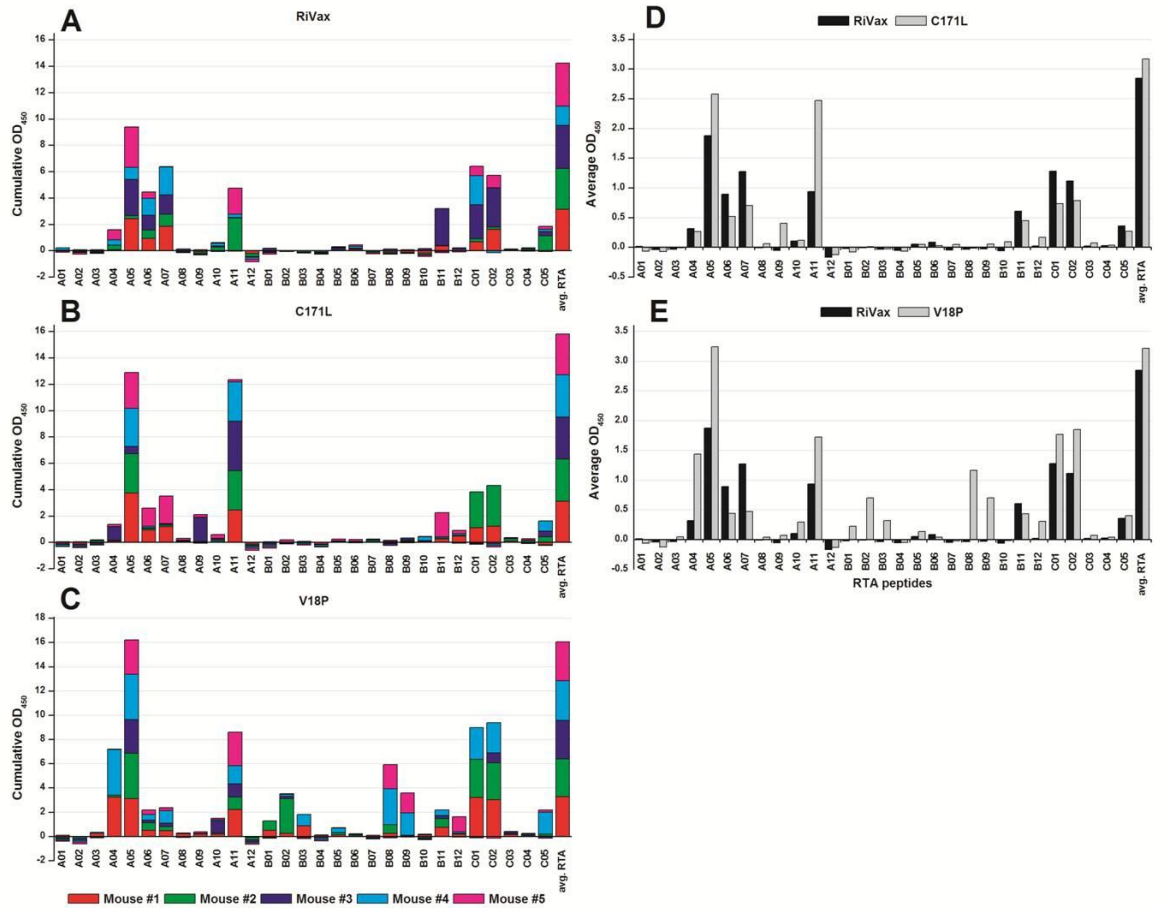 A
RiVax
Cumulative OD450
16
14
12
10
8
6
4
2
0
-2
A01 A02 A03 A04 A05 A06 A07 A08 A09 A10 A11 A12 B01 B02 B03 B04 B05 B06 B07 B08 B09 B10 B11 B12 C01 C02 C03 C04 C05 avg. RTA
B
C171L
Cumulative OD450
16
14
12
10
8
6
4
2
0
-2
A01 A02 A03 A04 A05 A06 A07 A08 A09 A10 A11 A12 B01 B02 B03 B04 B05 B06 B07 B08 B09 B10 B11 B12 C01 C02 C03 C04 C05 avg. RTA
C
V18P
Cumulative OD450
18
16
14
12
10
8
6
4
2
0
-2
A01 A02 A03 A04 A05 A06 A07 A08 A09 A10 A11 A12 B01 B02 B03 B04 B05 B06 B07 B08 B09 B10 B11 B12 C01 C02 C03 C04 C05 avg. RTA
Mouse #1 Mouse #2 Mouse #3 Mouse #4 Mouse #5
D
RiVax C171L
Average OD450
3.5
3.0
2.5
2.0
1.5
1.0
0.5
0.0
-0.5
A01 A02 A03 A04 A05 A06 A07 A08 A09 A10 A11 A12 B01 B02 B03 B04 B05 B06 B07 B08 B09 B10 B11 B12 C01 C02 C03 C04 C05 avg. RTA
E
RiVax V18P
Average OD450
3.5
3.0
2.5
2.0
1.5
1.0
0.5
0.0
-0.5
A01 A02 A03 A04 A05 A06 A07 A08 A09 A10 A11 A12 B01 B02 B03 B04 B05 B06 B07 B08 B09 B10 B11 B12 C01 C02 C03 C04 C05 avg. RTA
RTA peptides